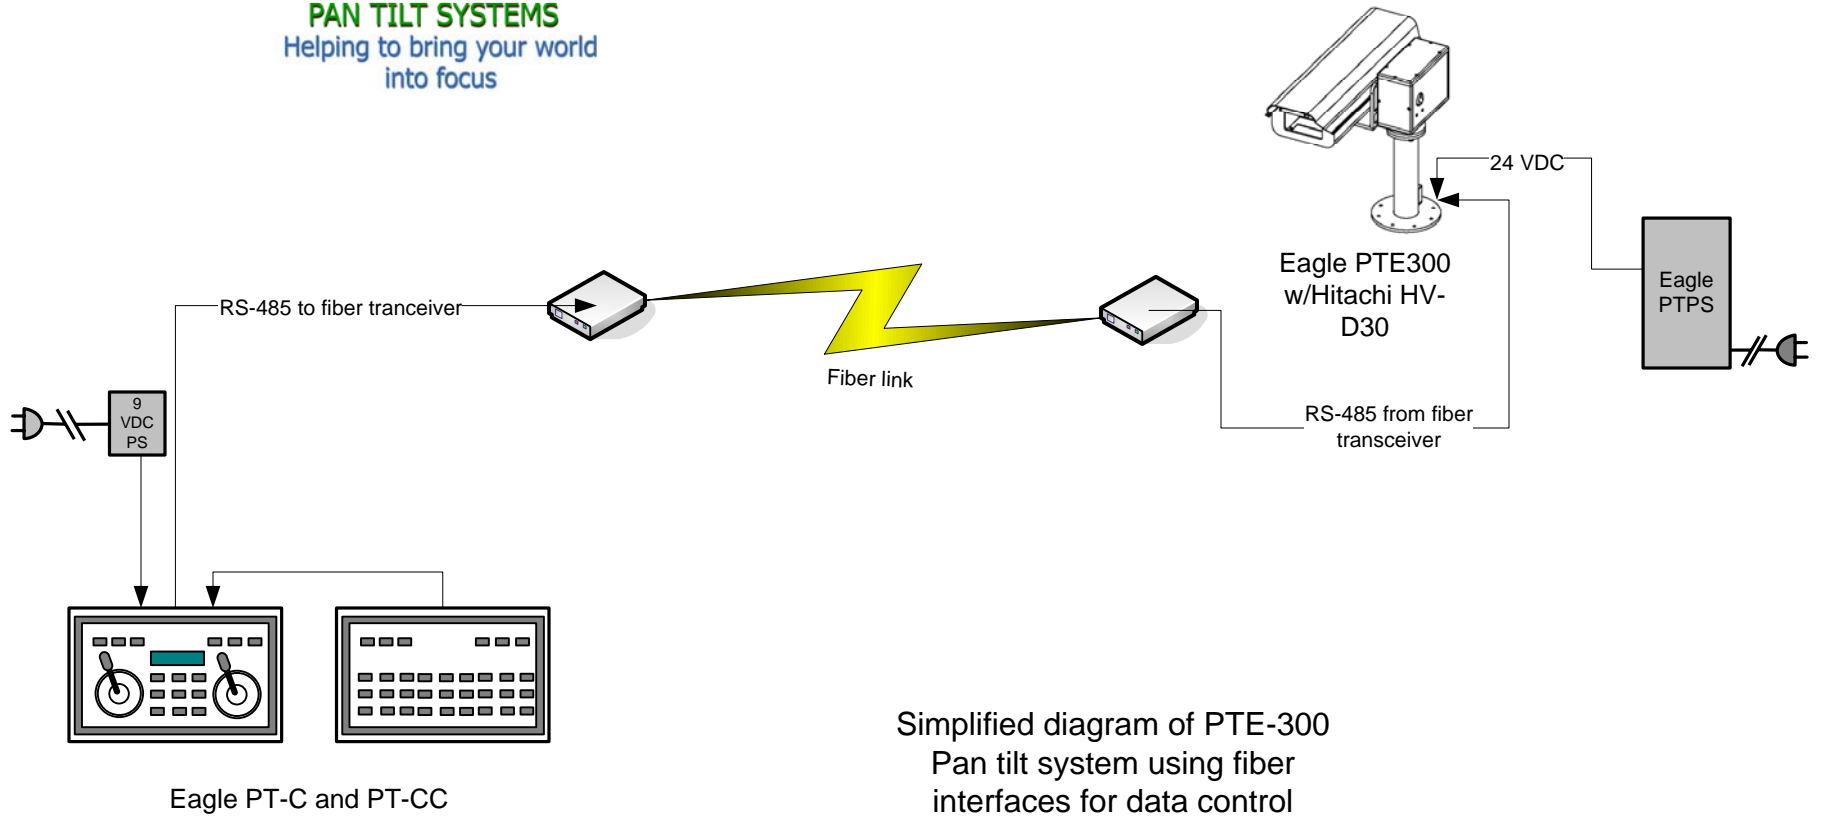 PAN TILT SYSTEMS
Helping to bring your world
into focus
24 VDC
Eagle PTE300
w/Hitachi HV-
D30
Eagle
PTPS
RS-485 to fiber tranceiver
Fiber link
RS-485 from fiber
transceiver
9
VDC
PS
Eagle PT-C and PT-CC
Simplified diagram of PTE-300
Pan tilt system using fiber
interfaces for data control